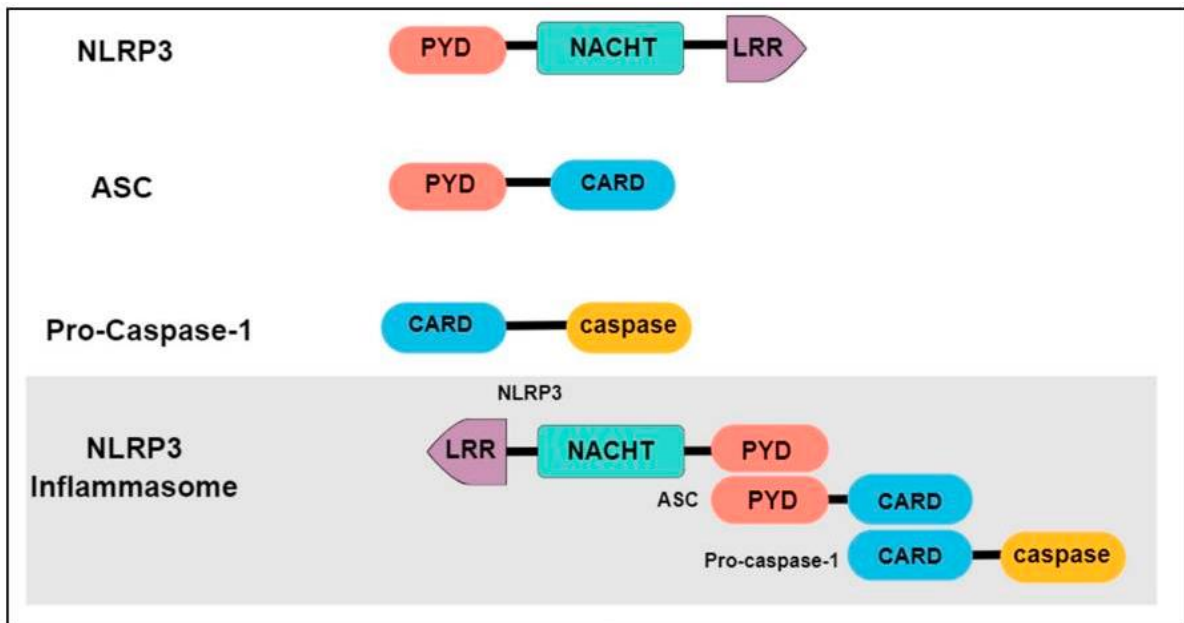 NLRP3
PYD NACHT LRR
ASC
PYD CARD
Pro-Caspase-1
CARD caspase
NLRP3
Inflammasome
NLRP3
LRR NACHT PYD
ASC PYD CARD
Pro-caspase-1 CARD caspase